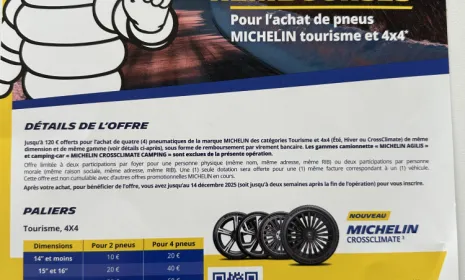 Pour l'achat de pneus
MICHELIN tourisme et 4x4*
DÉTAILS DE L'OFFRE
Jusqu'à 120 € offerts pour l'achat de quatre (4) pneumatiques de la marque MICHELIN des catégories Tourisme et 4x4 (Été, Hiver ou CrossClimate) de même
dimension et de même gamme (voir détails ci-après), sous forme de remboursement par virement bancaire. Les gammes camionnette « MICHELIN AGILIS »
et camping-car « MICHELIN CROSSCLIMATE CAMPING » sont exclues de la présente opération.
Offre limitée à deux participations par foyer pour une personne physique (même nom, même adresse, même RIB) ou deux participations par personne
morale (même raison sociale, même adresse, même RIB). Une (1) seule dotation sera offerte pour une (1) même facture correspondant à un (1) véhicule.
Cette offre est non cumulable avec d'autres offres promotionnelles MICHELIN en cours.
Après votre achat, pour bénéficier de l'offre, vous avez jusqu'au 14 décembre 2025 (soit jusqu'à deux semaines après la fin de l'opération) pour vous inscrire.
PALIERS
Tourisme, 4X4
Dimensions Pour 2 pneus Pour 4 pneus
14" et moins 10 € 20 €
15" et 16" 20 € 40 €
NOUVEAU
MICHELIN
CROSSCLIMATE 3